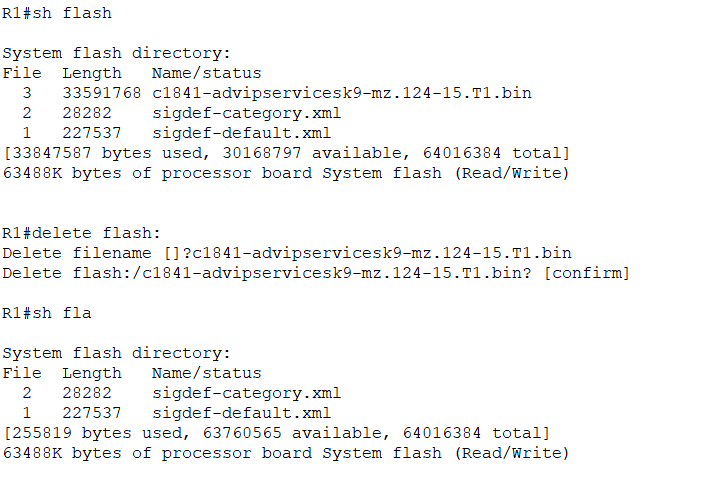 R1#sh flash
System flash directory:
File  Length   Name/status
  3   33591768 c1841-advipservicesk9-mz.124-15.T1.bin
  2   28282    sigdef-category.xml
  1   227537   sigdef-default.xml
[33847587 bytes used, 30168797 available, 64016384 total]
63488K bytes of processor board System flash (Read/Write)
R1#delete flash:
Delete filename []?c1841-advipservicesk9-mz.124-15.T1.bin
Delete flash:/c1841-advipservicesk9-mz.124-15.T1.bin? [confirm]
R1#sh fla
System flash directory:
File  Length   Name/status
  2   28282    sigdef-category.xml
  1   227537   sigdef-default.xml
[255819 bytes used, 63760565 available, 64016384 total]
63488K bytes of processor board System flash (Read/Write)